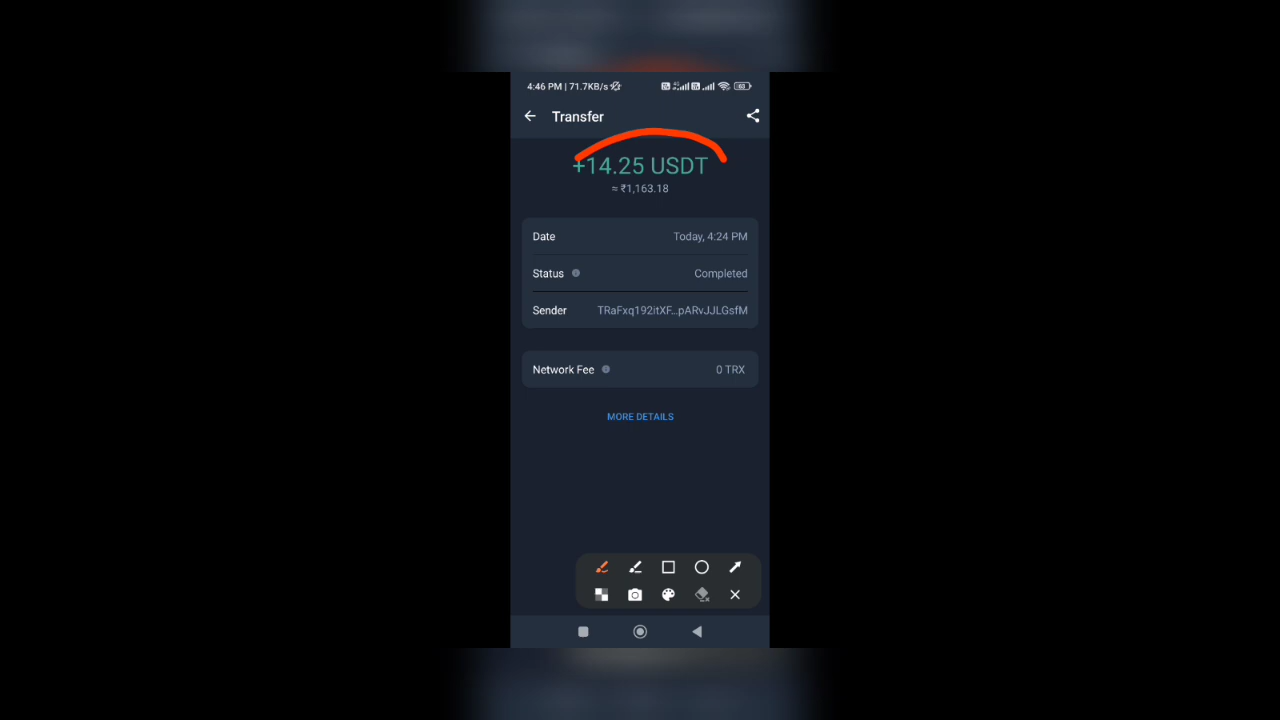 4:46 PM | 71.7KB/s
Transfer
+14.25 USDT
≈ ₹1,163.18
Date Today, 4:24 PM
Status Completed
Sender TRaFxq192itXF...pARvJJLGsfM
Network Fee 0 TRX
MORE DETAILS